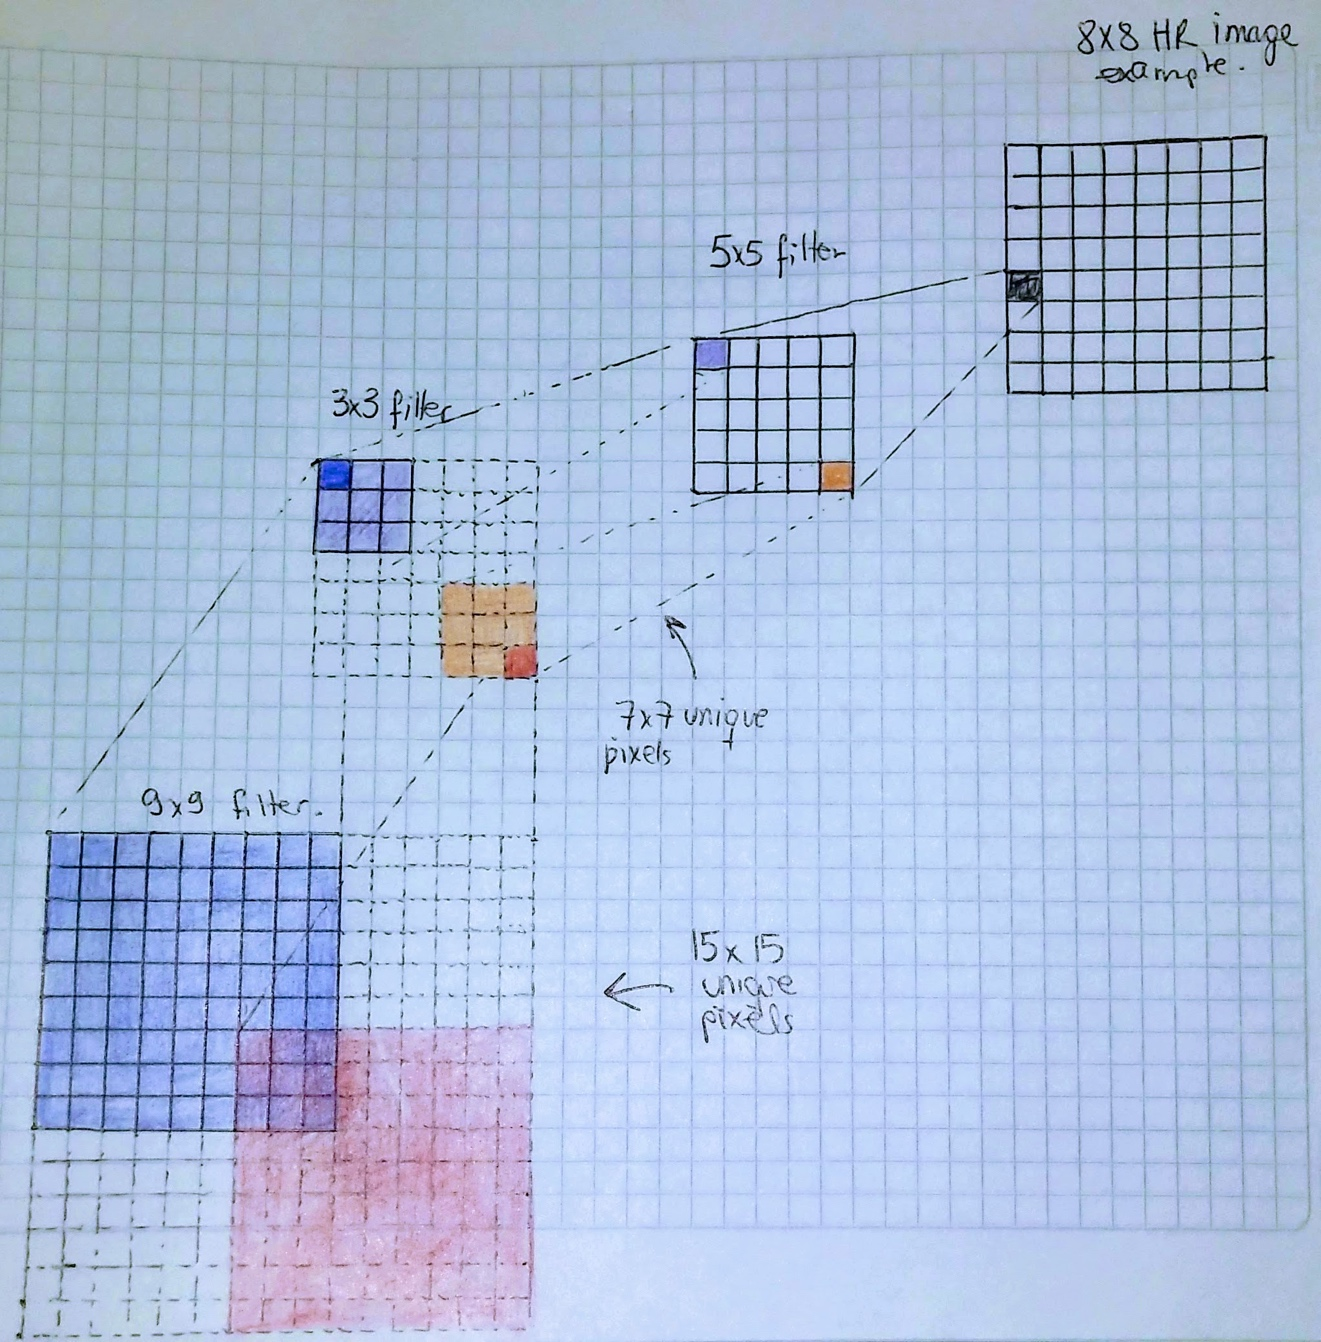 8x8 HR image
example.
5x5 filter
3x3 filter
7x7 unique
pixels
9x9 filter.
15x15
unique
pixels